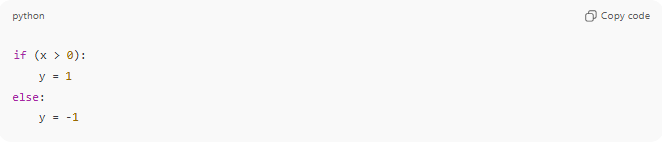 python Copy code
if (x > 0):
    y = 1
else:
    y = -1